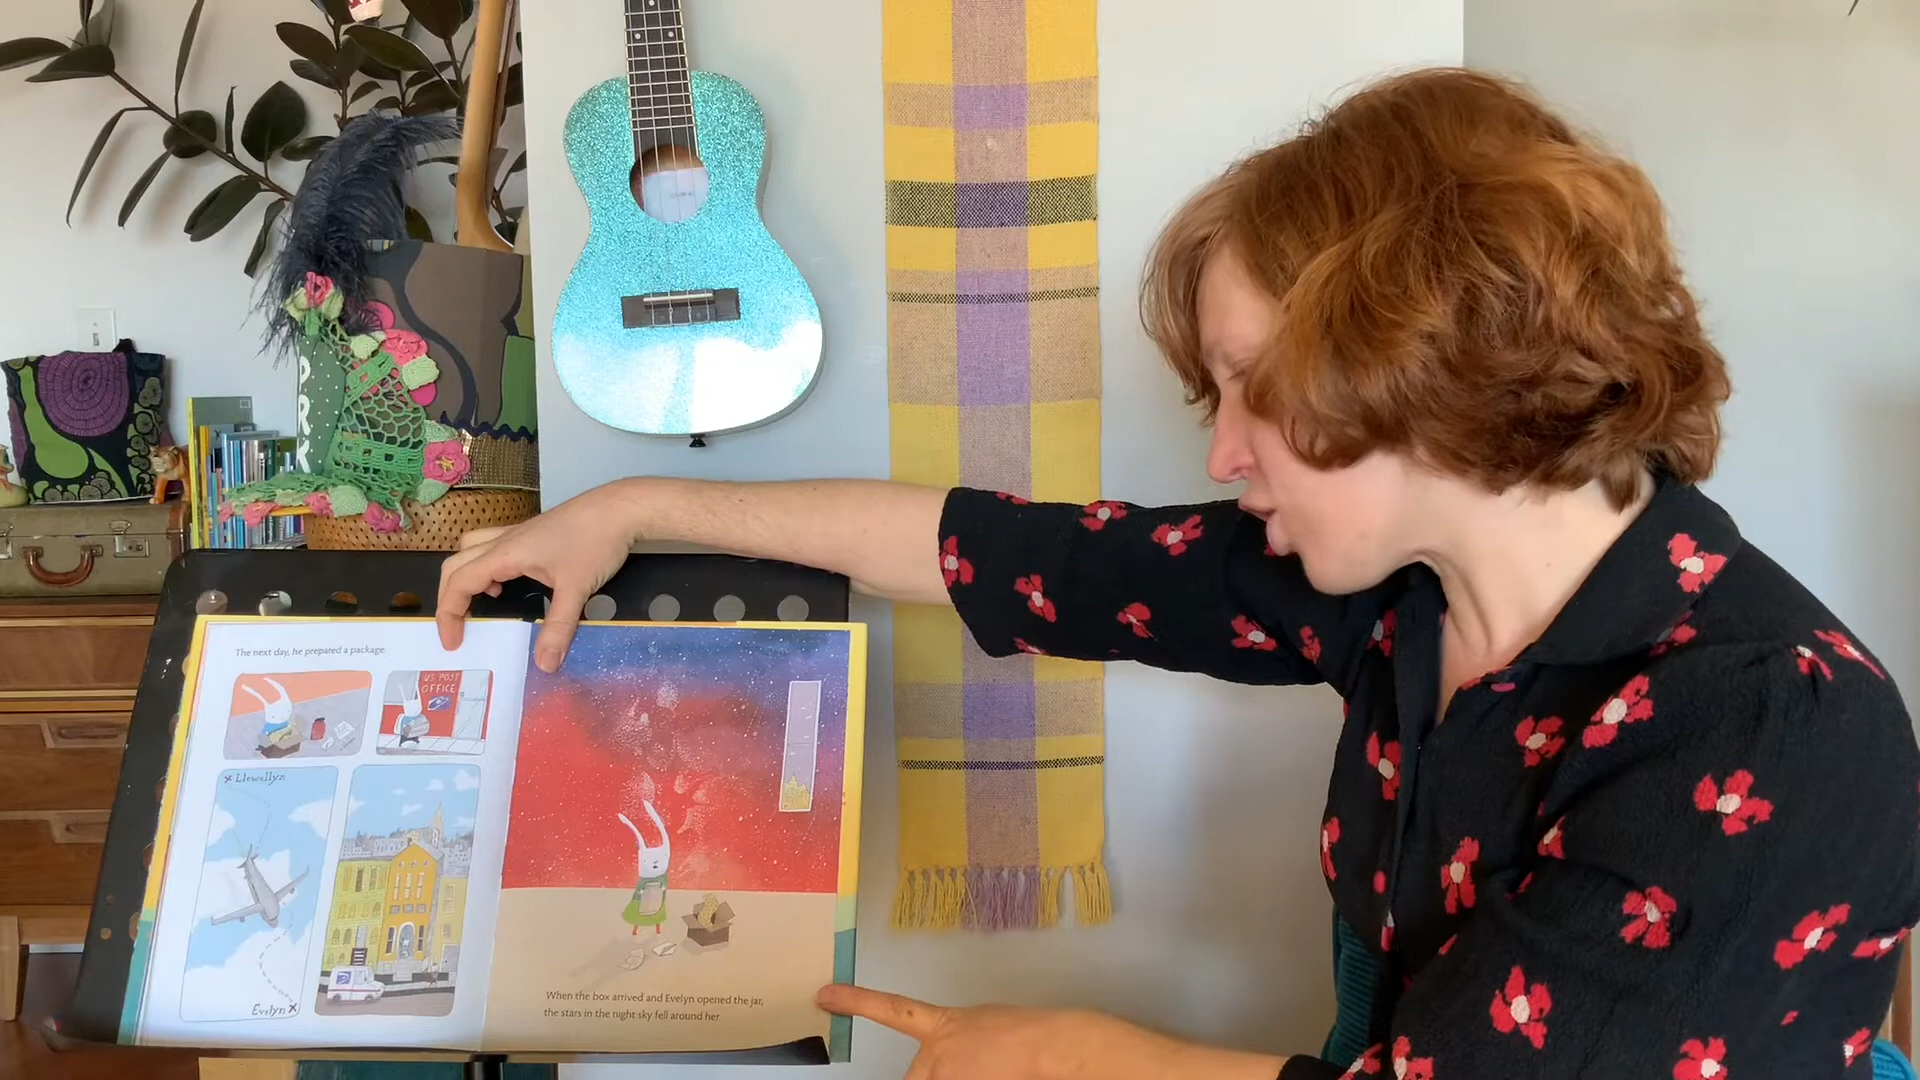 The next day, he prepared a package.
U.S. POST
OFFICE
x Llewellyn
Evelyn x
When the box arrived and Evelyn opened the jar,
the stars in the night sky fell around her.